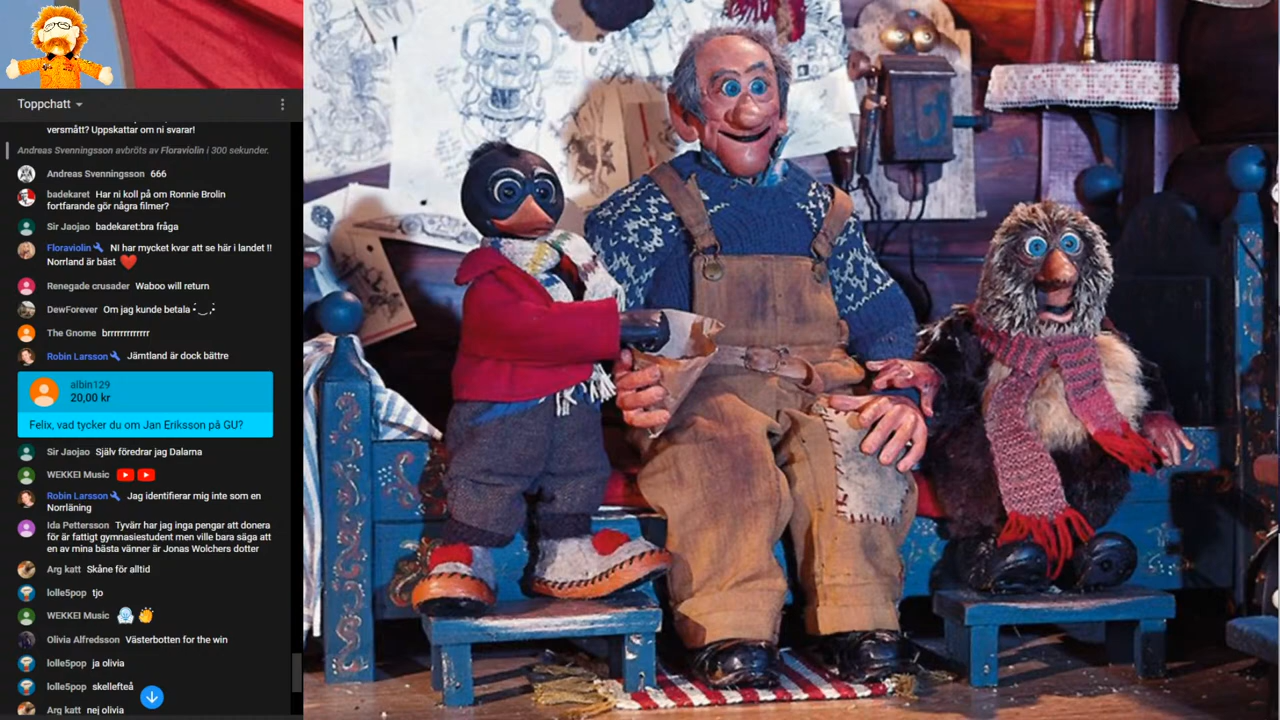 Toppchatt
versmått? Uppskattar om ni svarar!
Andreas Svenningsson avbröts av Floraviolin i 300 sekunder.
Andreas Svenningsson 666
badekaret Har ni koll på om Ronnie Brolin
fortfarande gör några filmer?
Sir Jaojao badekaret:bra fråga
Floraviolin NI har mycket kvar att se här i landet !!
Norrland är bäst ❤️
Renegade crusader Waboo will return
DewForever Om jag kunde betala
The Gnome brrrrrrrrrrrr
Robin Larsson Jämtland är dock bättre
albin129
20,00 kr
Felix, vad tycker du om Jan Eriksson på GU?
Sir Jaojao Själv föredrar jag Dalarna
WEKKEI Music
Robin Larsson Jag identifierar mig inte som en
Norrläning
Ida Pettersson Tyvärr har jag inga pengar att donera
för är fattigt gymnasiestudent men ville bara säga att
en av mina bästa vänner är Jonas Wolchers dotter
Arg katt Skåne för alltid
lolle5pop tjo
WEKKEI Music
Olivia Alfredsson Västerbotten for the win
lolle5pop ja olivia
lolle5pop skellefteå
Arg katt nej olivia